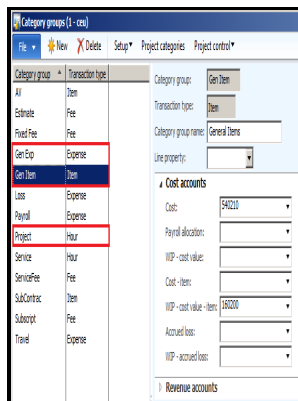 Category groups (1 - ceu)
File New Delete Setup Project categories Project control
Category group Transaction type
AV Item
Estimate Fee
Fixed Fee Fee
Gen Exp Expense
Gen Item Item
Loss Expense
Payroll Expense
Project Hour
Service Hour
ServiceFee Fee
SubContrac Item
Subscript Fee
Travel Expense
Category group: Gen Item
Transaction type: Item
Category group name: General Items
Line property:
Cost accounts
Cost: 540210
Payroll allocation:
WIP - cost value:
Cost - item:
WIP - cost value - item: 160200
Accrued loss:
WIP - accrued loss:
Revenue accounts